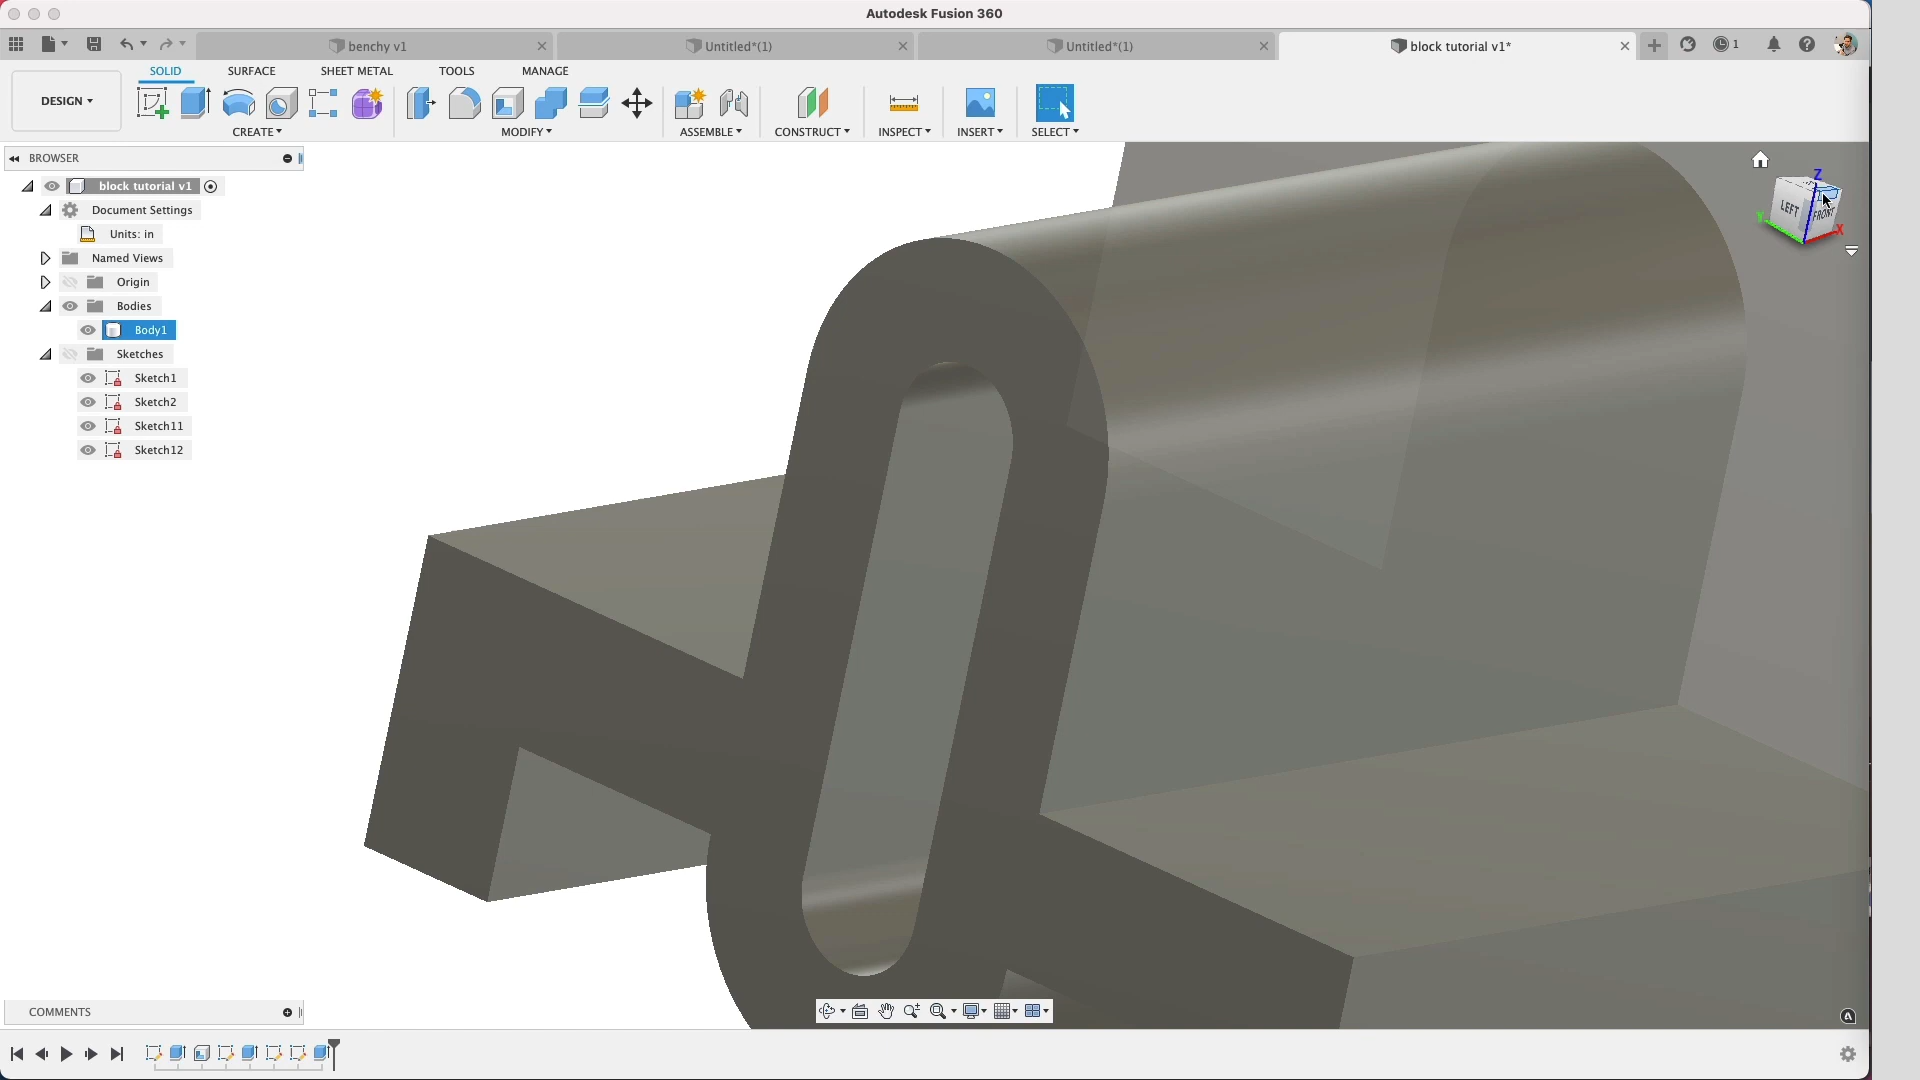 Autodesk Fusion 360
benchy v1
Untitled*(1)
Untitled*(1)
block tutorial v1*
1
DESIGN
SOLID
SURFACE
SHEET METAL
TOOLS
MANAGE
CREATE
MODIFY
ASSEMBLE
CONSTRUCT
INSPECT
INSERT
SELECT
BROWSER
block tutorial v1
Document Settings
Units: in
Named Views
Origin
Bodies
Body1
Sketches
Sketch1
Sketch2
Sketch11
Sketch12
Z
LEFT
FRONT
Y
X
COMMENTS